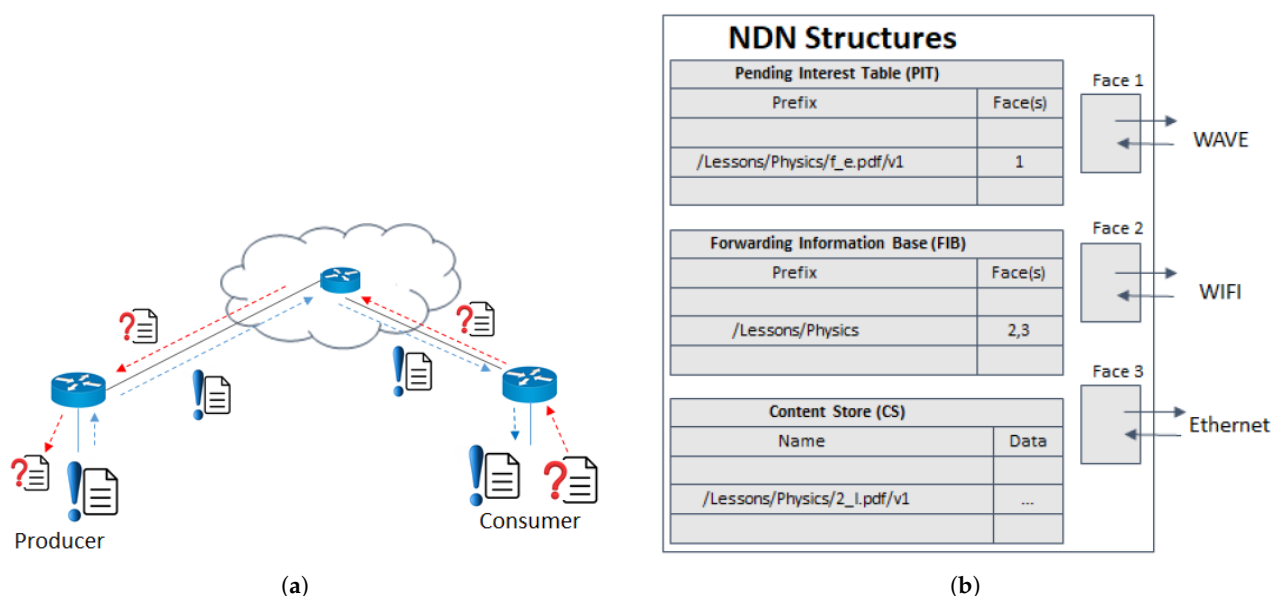 Producer
Consumer
(a)
NDN Structures
Pending Interest Table (PIT)
Prefix Face(s)
/Lessons/Physics/f_e.pdf/v1 1
Forwarding Information Base (FIB)
Prefix Face(s)
/Lessons/Physics 2,3
Content Store (CS)
Name Data
/Lessons/Physics/2_l.pdf/v1 ...
Face 1
WAVE
Face 2
WIFI
Face 3
Ethernet
(b)